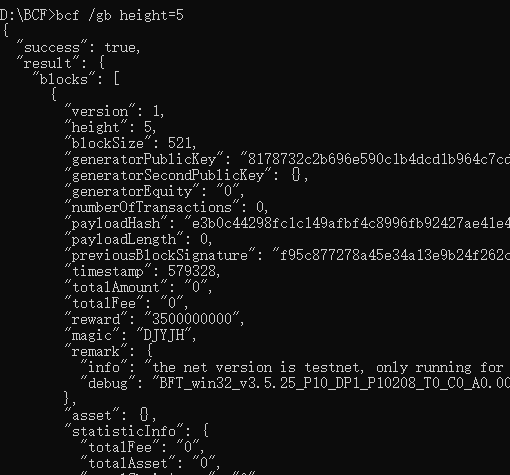 D:\BCF>bcf /gb height=5
{
"success": true,
"result": {
"blocks": [
{
"version": 1,
"height": 5,
"blockSize": 521,
"generatorPublicKey": "8178732c2b696e590c1b4dcd1b964c7cd
"generatorSecondPublicKey": {},
"generatorEquity": "0",
"numberOfTransactions": 0,
"payloadHash": "e3b0c44298fc1c149afbf4c8996fb92427ae41e4
"payloadLength": 0,
"previousBlockSignature": "f95c877278a45e34a13e9b24f262c
"timestamp": 579328,
"totalAmount": "0",
"totalFee": "0",
"reward": "3500000000",
"magic": "DJYJH",
"remark": {
"info": "the net version is testnet, only running for
"debug": "BFT_win32_v3.5.25_P10_DP1_P10208_T0_C0_A0.00
},
"asset": {},
"statisticInfo": {
"totalFee": "0",
"totalAsset": "0",